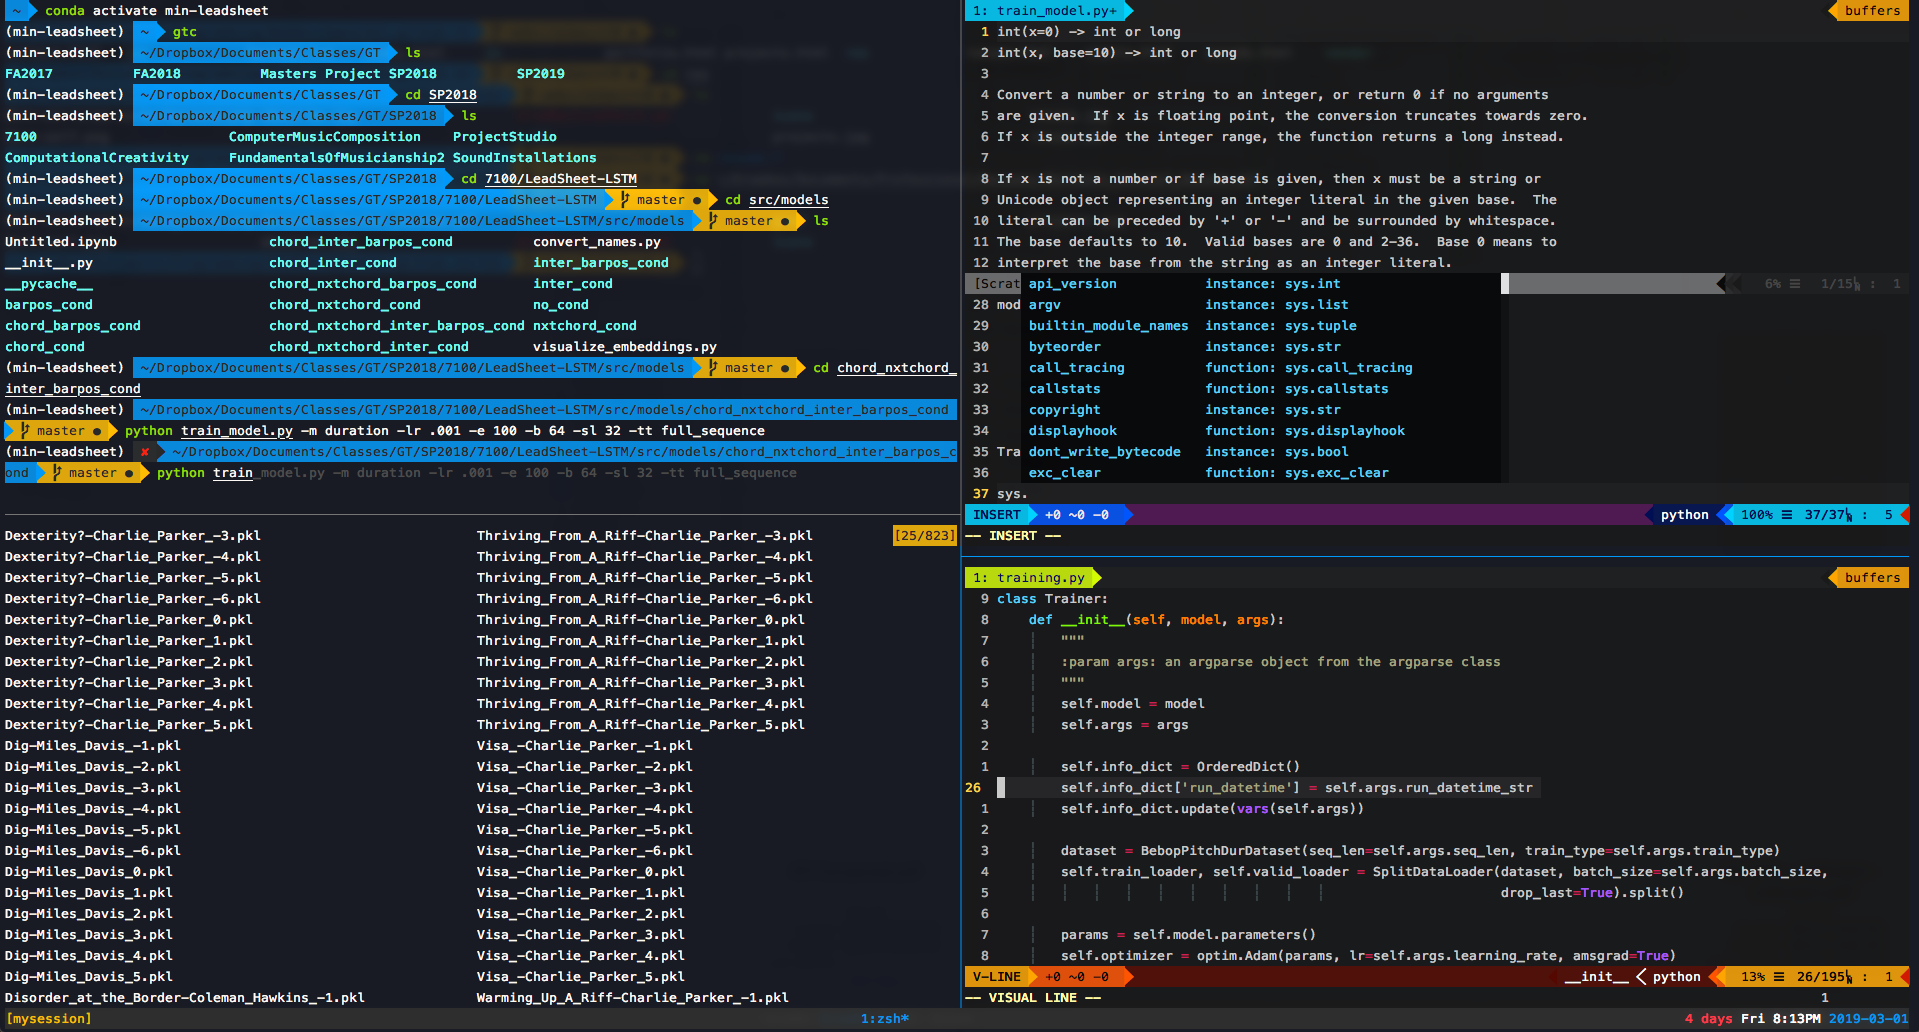 ~ conda activate min-leadsheet
(min-leadsheet) ~ gtc
(min-leadsheet) ~/Dropbox/Documents/Classes/GT ls
FA2017 FA2018 Masters Project SP2018 SP2019
(min-leadsheet) ~/Dropbox/Documents/Classes/GT cd SP2018
(min-leadsheet) ~/Dropbox/Documents/Classes/GT/SP2018 ls
7100 ComputerMusicComposition ProjectStudio
ComputationalCreativity FundamentalsOfMusicianship2 SoundInstallations
(min-leadsheet) ~/Dropbox/Documents/Classes/GT/SP2018 cd 7100/LeadSheet-LSTM
(min-leadsheet) ~/Dropbox/Documents/Classes/GT/SP2018/7100/LeadSheet-LSTM master ● cd src/models
(min-leadsheet) ~/Dropbox/Documents/Classes/GT/SP2018/7100/LeadSheet-LSTM/src/models master ● ls
Untitled.ipynb chord_inter_barpos_cond convert_names.py
__init__.py chord_inter_cond inter_barpos_cond
__pycache__ chord_nxtchord_barpos_cond inter_cond
barpos_cond chord_nxtchord_cond no_cond
chord_barpos_cond chord_nxtchord_inter_barpos_cond nxtchord_cond
chord_cond chord_nxtchord_inter_cond visualize_embeddings.py
(min-leadsheet) ~/Dropbox/Documents/Classes/GT/SP2018/7100/LeadSheet-LSTM/src/models master ● cd chord_nxtchord_
inter_barpos_cond
(min-leadsheet) ~/Dropbox/Documents/Classes/GT/SP2018/7100/LeadSheet-LSTM/src/models/chord_nxtchord_inter_barpos_cond
master ● python train_model.py -m duration -lr .001 -e 100 -b 64 -sl 32 -tt full_sequence
(min-leadsheet) ✘ ~/Dropbox/Documents/Classes/GT/SP2018/7100/LeadSheet-LSTM/src/models/chord_nxtchord_inter_barpos_c
ond master ● python train_model.py -m duration -lr .001 -e 100 -b 64 -sl 32 -tt full_sequence
Dexterity?-Charlie_Parker_-3.pkl Thriving_From_A_Riff-Charlie_Parker_-3.pkl [25/823]
Dexterity?-Charlie_Parker_-4.pkl Thriving_From_A_Riff-Charlie_Parker_-4.pkl
Dexterity?-Charlie_Parker_-5.pkl Thriving_From_A_Riff-Charlie_Parker_-5.pkl
Dexterity?-Charlie_Parker_-6.pkl Thriving_From_A_Riff-Charlie_Parker_-6.pkl
Dexterity?-Charlie_Parker_0.pkl Thriving_From_A_Riff-Charlie_Parker_0.pkl
Dexterity?-Charlie_Parker_1.pkl Thriving_From_A_Riff-Charlie_Parker_1.pkl
Dexterity?-Charlie_Parker_2.pkl Thriving_From_A_Riff-Charlie_Parker_2.pkl
Dexterity?-Charlie_Parker_3.pkl Thriving_From_A_Riff-Charlie_Parker_3.pkl
Dexterity?-Charlie_Parker_4.pkl Thriving_From_A_Riff-Charlie_Parker_4.pkl
Dexterity?-Charlie_Parker_5.pkl Thriving_From_A_Riff-Charlie_Parker_5.pkl
Dig-Miles_Davis_-1.pkl Visa_-Charlie_Parker_-1.pkl
Dig-Miles_Davis_-2.pkl Visa_-Charlie_Parker_-2.pkl
Dig-Miles_Davis_-3.pkl Visa_-Charlie_Parker_-3.pkl
Dig-Miles_Davis_-4.pkl Visa_-Charlie_Parker_-4.pkl
Dig-Miles_Davis_-5.pkl Visa_-Charlie_Parker_-5.pkl
Dig-Miles_Davis_-6.pkl Visa_-Charlie_Parker_-6.pkl
Dig-Miles_Davis_0.pkl Visa_-Charlie_Parker_0.pkl
Dig-Miles_Davis_1.pkl Visa_-Charlie_Parker_1.pkl
Dig-Miles_Davis_2.pkl Visa_-Charlie_Parker_2.pkl
Dig-Miles_Davis_3.pkl Visa_-Charlie_Parker_3.pkl
Dig-Miles_Davis_4.pkl Visa_-Charlie_Parker_4.pkl
Dig-Miles_Davis_5.pkl Visa_-Charlie_Parker_5.pkl
Disorder_at_the_Border-Coleman_Hawkins_-1.pkl Warming_Up_A_Riff-Charlie_Parker_-1.pkl
1: train_model.py+ buffers
1 int(x=0) -> int or long
2 int(x, base=10) -> int or long
3
4 Convert a number or string to an integer, or return 0 if no arguments
5 are given.  If x is floating point, the conversion truncates towards zero.
6 If x is outside the integer range, the function returns a long instead.
7
8 If x is not a number or if base is given, then x must be a string or
9 Unicode object representing an integer literal in the given base.  The
10 literal can be preceded by '+' or '-' and be surrounded by whitespace.
11 The base defaults to 10.  Valid bases are 0 and 2-36.  Base 0 means to
12 interpret the base from the string as an integer literal.
[Scrat api_version instance: sys.int 6% ☰ 1/15 : 1
28 mod argv instance: sys.list
29 builtin_module_names instance: sys.tuple
30 byteorder instance: sys.str
31 call_tracing function: sys.call_tracing
32 callstats function: sys.callstats
33 copyright instance: sys.str
34 displayhook function: sys.displayhook
35 Tra dont_write_bytecode instance: sys.bool
36 exc_clear function: sys.exc_clear
37 sys.
INSERT +0 ~0 -0 python 100% ☰ 37/37 : 5
-- INSERT --
1: training.py buffers
9 class Trainer:
8 def __init__(self, model, args):
7 """
6 :param args: an argparse object from the argparse class
5 """
4 self.model = model
3 self.args = args
2
1 self.info_dict = OrderedDict()
26 self.info_dict['run_datetime'] = self.args.run_datetime_str
1 self.info_dict.update(vars(self.args))
2
3 dataset = BebopPitchDurDataset(seq_len=self.args.seq_len, train_type=self.args.train_type)
4 self.train_loader, self.valid_loader = SplitDataLoader(dataset, batch_size=self.args.batch_size,
5 drop_last=True).split()
6
7 params = self.model.parameters()
8 self.optimizer = optim.Adam(params, lr=self.args.learning_rate, amsgrad=True)
V-LINE +0 ~0 -0 __init__ python 13% ☰ 26/195 : 1
-- VISUAL LINE -- 1
[mysession] 1:zsh* 4 days Fri 8:13PM 2019-03-01